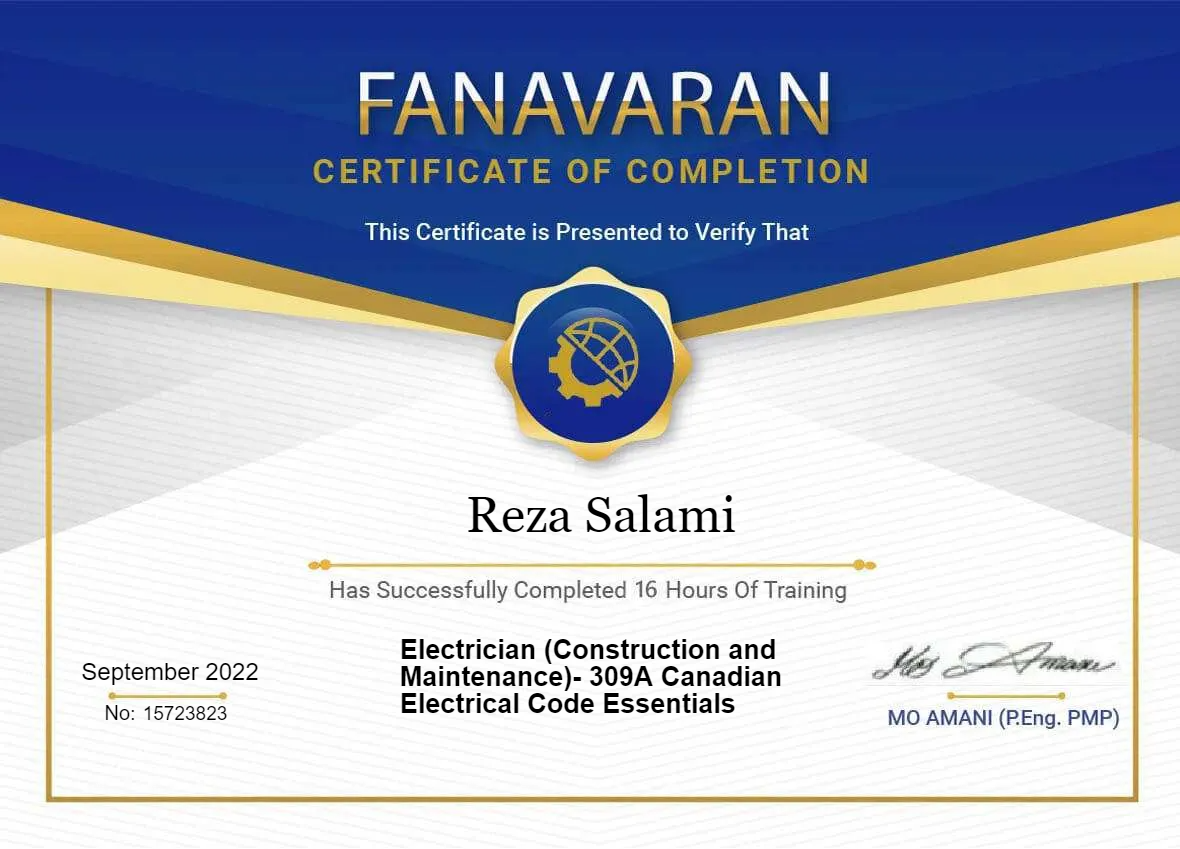 FANAVARAN
CERTIFICATE OF COMPLETION
This Certificate is Presented to Verify That
Reza Salami
Has Successfully Completed 16 Hours Of Training
Electrician (Construction and
Maintenance)- 309A Canadian
Electrical Code Essentials
September 2022
No: 15723823
Mos Amani
MO AMANI (P.Eng. PMP)